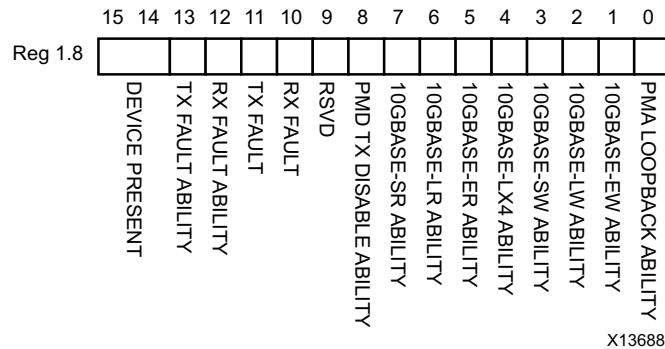 15 14 13 12 11 10 9 8 7 6 5 4 3 2 1 0
Reg 1.8
DEVICE PRESENT
TX FAULT ABILITY
RX FAULT ABILITY
TX FAULT
RX FAULT
RSVD
PMD TX DISABLE ABILITY
10GBASE-SR ABILITY
10GBASE-LR ABILITY
10GBASE-ER ABILITY
10GBASE-LX4 ABILITY
10GBASE-SW ABILITY
10GBASE-LW ABILITY
10GBASE-EW ABILITY
PMA LOOPBACK ABILITY
X13688